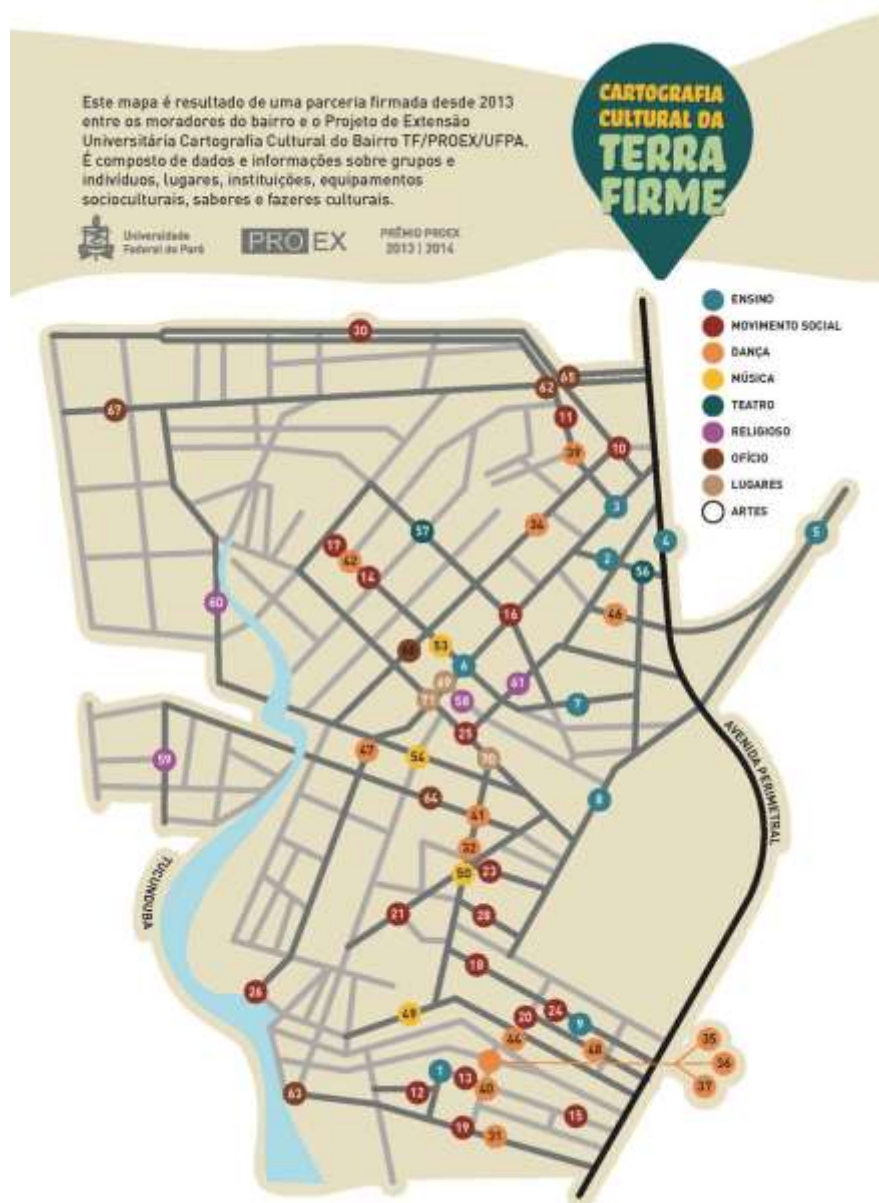 Este mapa é resultado de uma parceria firmada desde 2013
entre os moradores do bairro e o Projeto de Extensão
Universitária Cartografia Cultural do Bairro TF/PROEX/UFPA.
É composto de dados e informações sobre grupos e
indivíduos, lugares, instituições, equipamentos
socioculturais, saberes e fazeres culturais.
Universidade
Federal do Pará
PROEX
PRÊMIO PROEX
2013 | 2014
CARTOGRAFIA
CULTURAL DA
TERRA
FIRME
ENSINO
MOVIMENTO SOCIAL
DANÇA
MÚSICA
TEATRO
RELIGIOSO
OFÍCIO
LUGARES
ARTES
30
65
62
67
11
10
39
3
57
34
4
5
17
42
14
2
56
60
16
46
53
6
69
61
71
58
7
25
47
54
70
59
AVENIDA PERIMETRAL
64
8
41
32
50
23
TUCUNDUBA
21
28
18
26
49
20
24
9
44
48
35
36
37
1
13
12
40
63
15
19
31